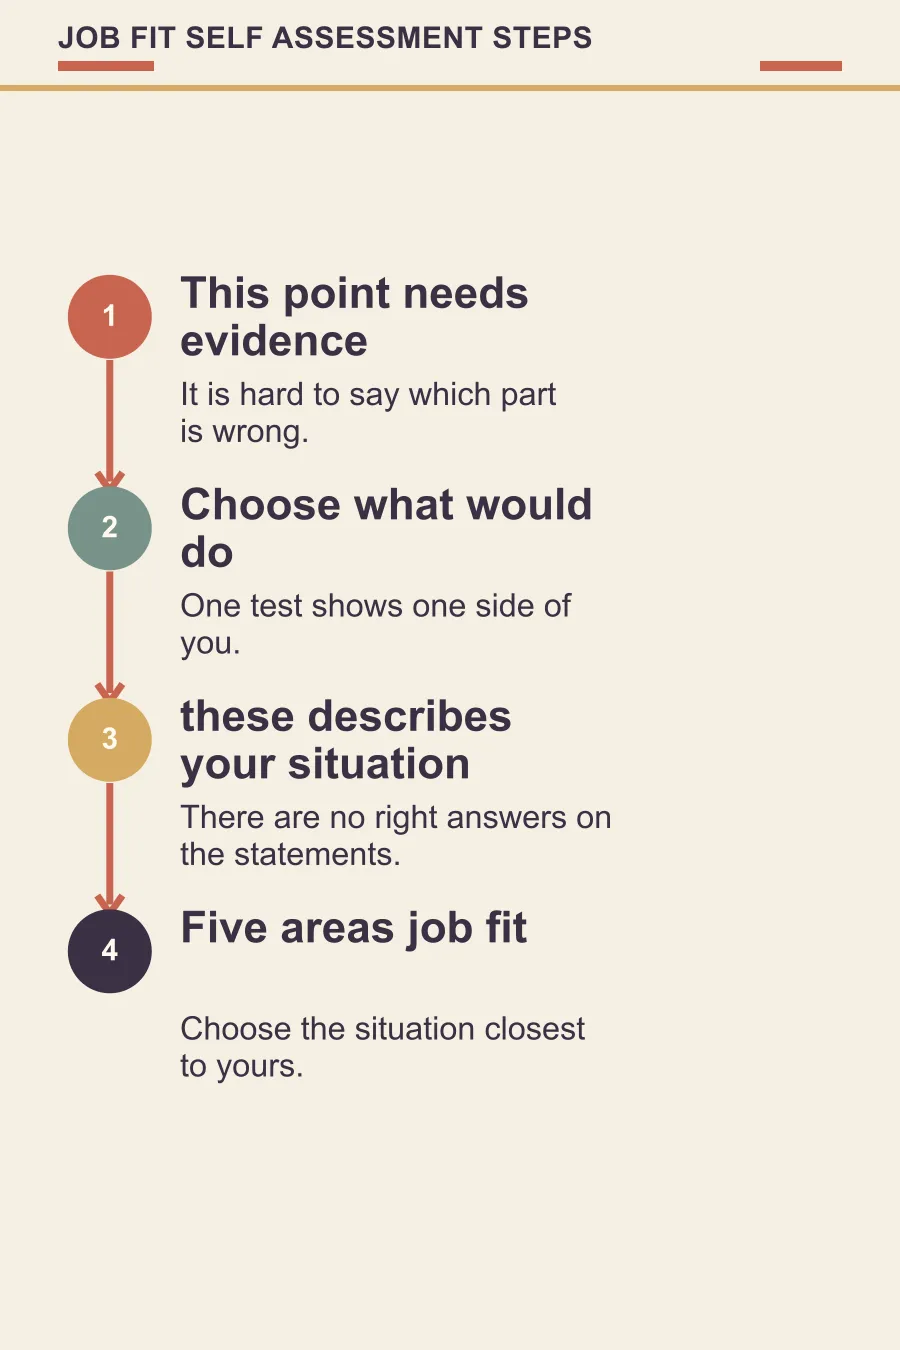 JOB FIT SELF ASSESSMENT STEPS
1
This point needs
evidence
It is hard to say which part
is wrong.
2
Choose what would
do
One test shows one side of
you.
3
these describes
your situation
There are no right answers on
the statements.
4
Five areas job fit
Choose the situation closest
to yours.